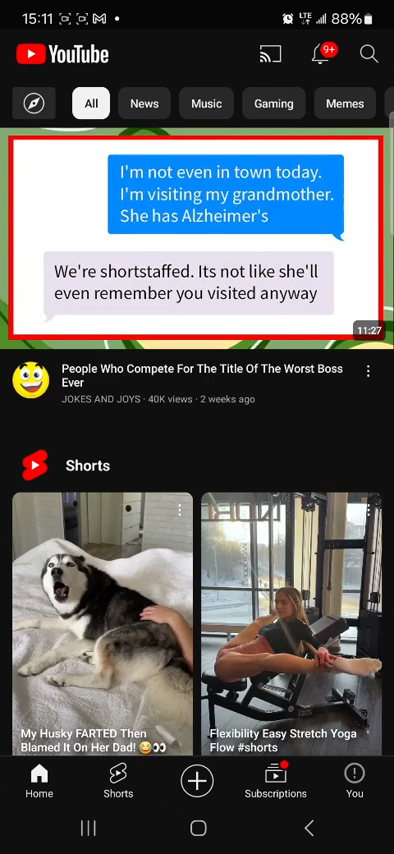 15:11 LTE 88%
YouTube 9+
All News Music Gaming Memes
I'm not even in town today.
I'm visiting my grandmother.
She has Alzheimer's
We're shortstaffed. Its not like she'll
even remember you visited anyway
11:27
People Who Compete For The Title Of The Worst Boss
Ever
JOKES AND JOYS · 40K views · 2 weeks ago
Shorts
My Husky FARTED Then
Blamed It On Her Dad! 😂👀
Flexibility Easy Stretch Yoga
Flow #shorts
Home Shorts Subscriptions You